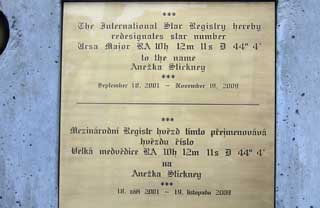 ***
The International Star Registry hereby
redesignates star number
Ursa Major RA 10h 12m 11s D 44° 4'
to the name
Anežka Slickney
***
September 18, 2001 – November 19, 2009
***
Mezinárodní Registr hvězd tímto přejmenovává
hvězdu číslo
Velká medvědice RA 10h 12m 11s D 44° 4'
na
Anežka Slickney
***
18. září 2001 – 19. listopadu 2009